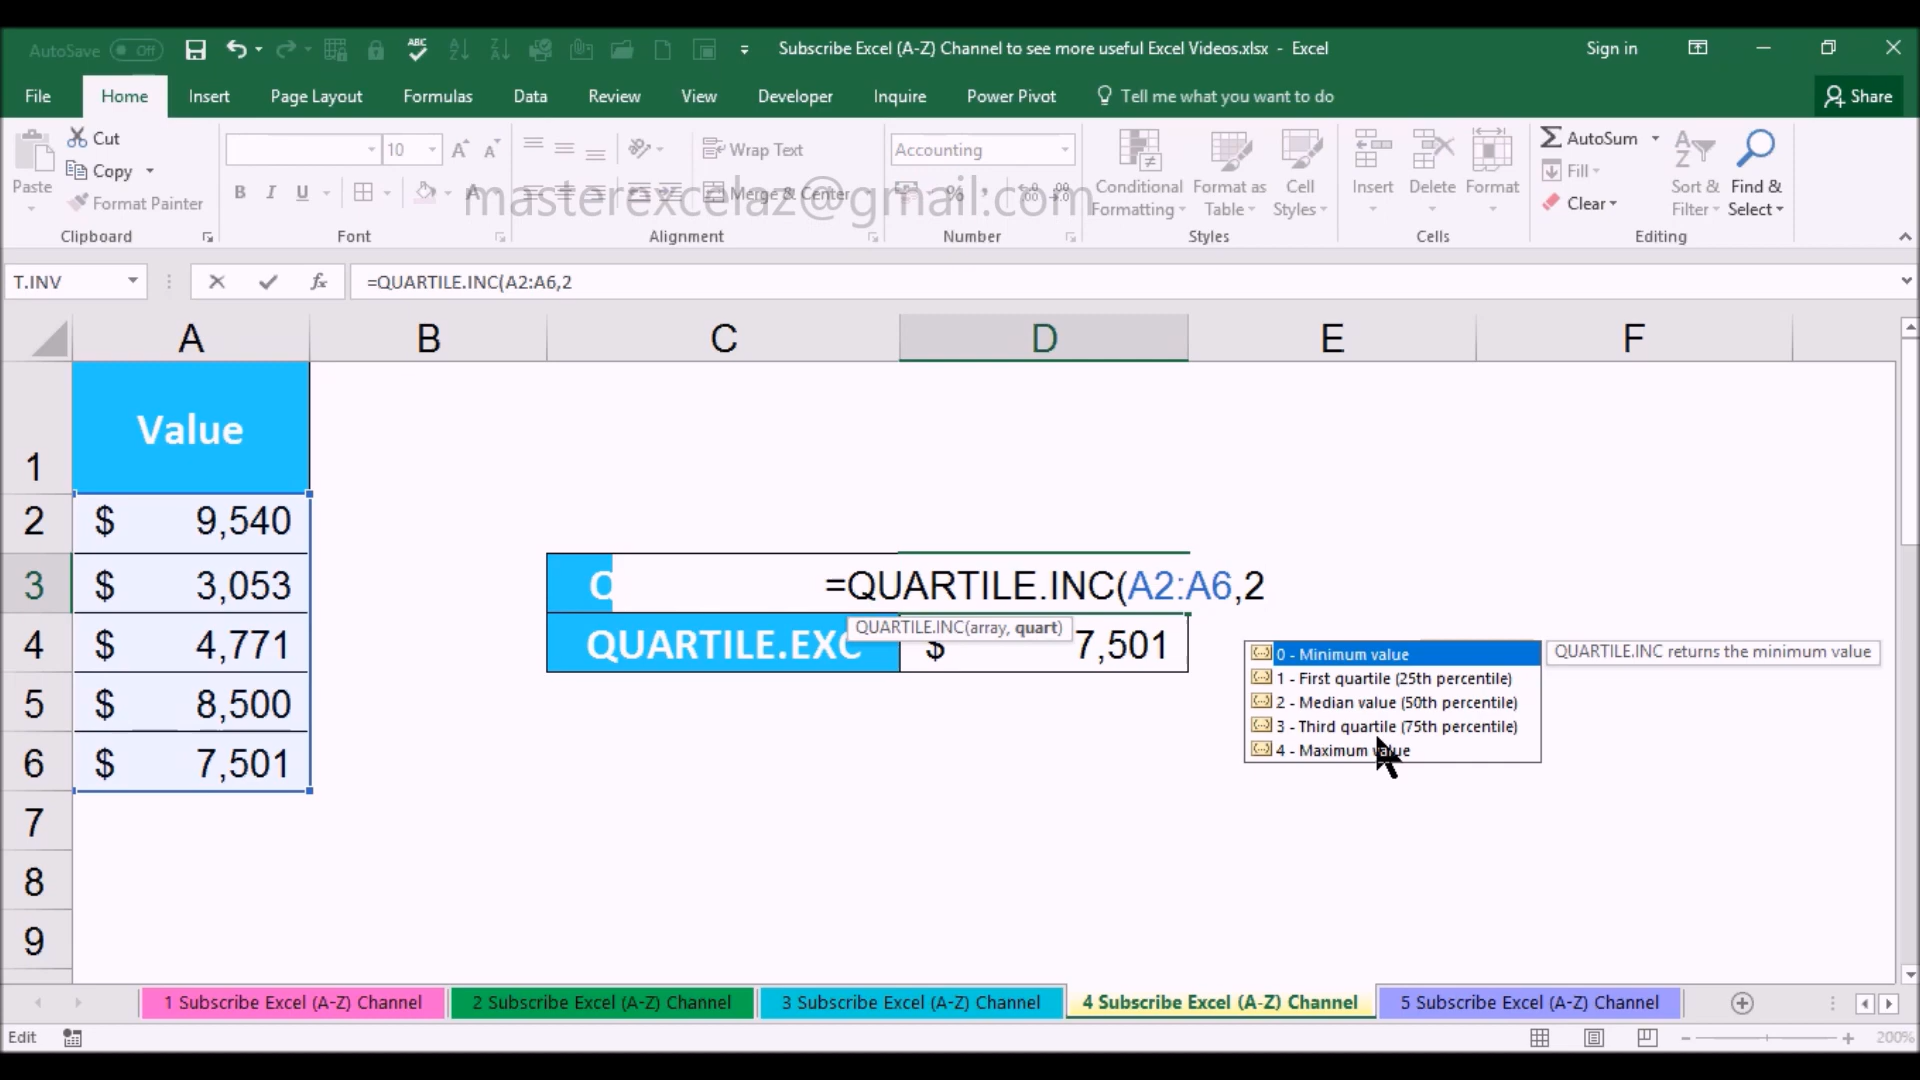 AutoSave Off
Subscribe Excel (A-Z) Channel to see more useful Excel Videos.xlsx - Excel
Sign in
File Home Insert Page Layout Formulas Data Review View Developer Inquire Power Pivot Tell me what you want to do Share
Paste
Cut
Copy
Format Painter
Clipboard
10
B I U
Font
Wrap Text
Merge & Center
Alignment
Accounting
Number
Conditional Formatting
Format as Table
Cell Styles
Styles
Insert
Delete
Format
Cells
AutoSum
Fill
Clear
Sort & Filter
Find & Select
Editing
masterexcelaz@gmail.com
T.INV
fx
=QUARTILE.INC(A2:A6,2
A B C D E F
1 Value
2 $ 9,540
3 $ 3,053 Q =QUARTILE.INC(A2:A6,2
QUARTILE.INC(array, quart)
4 $ 4,771 QUARTILE.EXC $ 7,501
0 - Minimum value
QUARTILE.INC returns the minimum value
1 - First quartile (25th percentile)
2 - Median value (50th percentile)
3 - Third quartile (75th percentile)
4 - Maximum value
5 $ 8,500
6 $ 7,501
7
8
9
1 Subscribe Excel (A-Z) Channel
2 Subscribe Excel (A-Z) Channel
3 Subscribe Excel (A-Z) Channel
4 Subscribe Excel (A-Z) Channel
5 Subscribe Excel (A-Z) Channel
Edit
200%